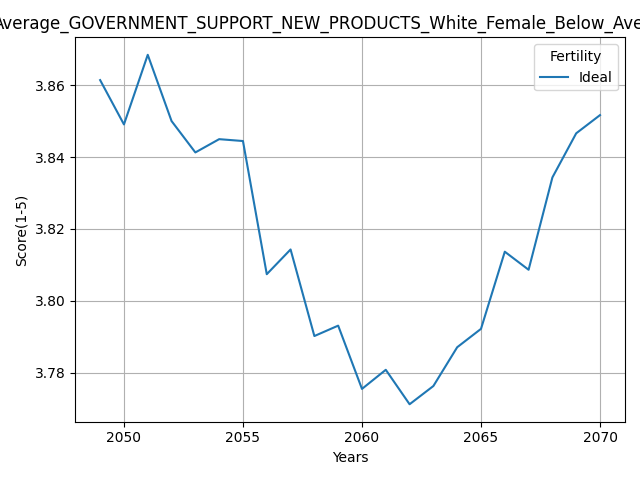 Average_GOVERNMENT_SUPPORT_NEW_PRODUCTS_White_Female_Below_Ave
Fertility
Ideal
3.86
3.84
3.82
3.80
3.78
Score(1-5)
2050 2055 2060 2065 2070
Years